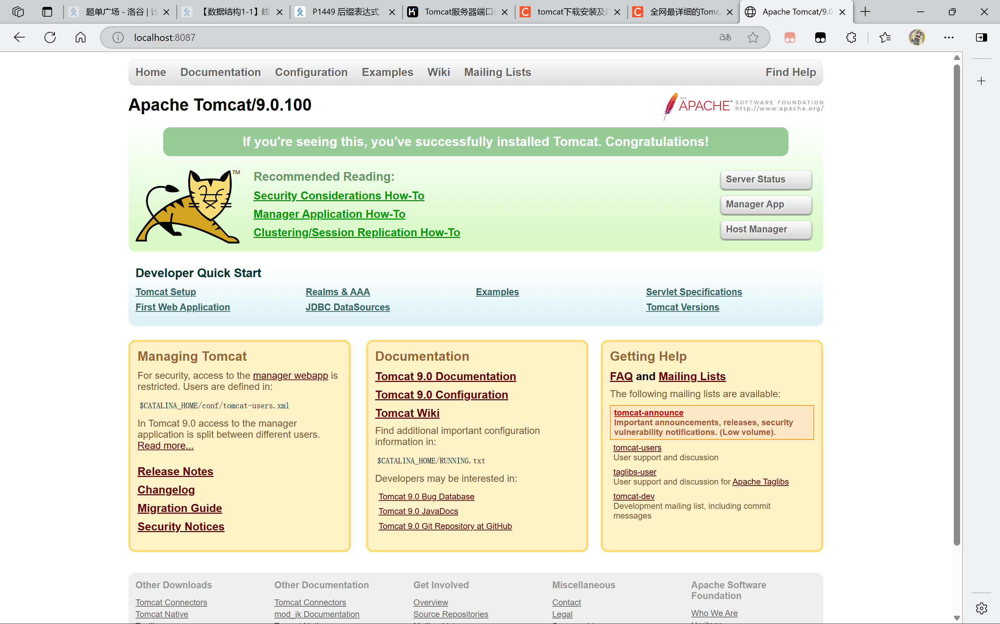 题单广场 - 洛谷 | 计
【数据结构1-1】线
P1449 后缀表达式
Tomcat服务器端口
tomcat下载安装及
全网最详细的Tomc
Apache Tomcat/9.0
localhost:8087
Home Documentation Configuration Examples Wiki Mailing Lists Find Help
Apache Tomcat/9.0.100
THE APACHE SOFTWARE FOUNDATION
http://www.apache.org/
If you're seeing this, you've successfully installed Tomcat. Congratulations!
TM
Recommended Reading:
Security Considerations How-To
Manager Application How-To
Clustering/Session Replication How-To
Server Status
Manager App
Host Manager
Developer Quick Start
Tomcat Setup
First Web Application
Realms & AAA
JDBC DataSources
Examples
Servlet Specifications
Tomcat Versions
Managing Tomcat
For security, access to the manager webapp is
restricted. Users are defined in:
$CATALINA_HOME/conf/tomcat-users.xml
In Tomcat 9.0 access to the manager
application is split between different users.
Read more...
Release Notes
Changelog
Migration Guide
Security Notices
Documentation
Tomcat 9.0 Documentation
Tomcat 9.0 Configuration
Tomcat Wiki
Find additional important configuration
information in:
$CATALINA_HOME/RUNNING.txt
Developers may be interested in:
Tomcat 9.0 Bug Database
Tomcat 9.0 JavaDocs
Tomcat 9.0 Git Repository at GitHub
Getting Help
FAQ and Mailing Lists
The following mailing lists are available:
tomcat-announce
Important announcements, releases, security
vulnerability notifications. (Low volume).
tomcat-users
User support and discussion
taglibs-user
User support and discussion for Apache Taglibs
tomcat-dev
Development mailing list, including commit
messages
Other Downloads
Tomcat Connectors
Tomcat Native
Other Documentation
Tomcat Connectors
mod_jk Documentation
Get Involved
Overview
Source Repositories
Miscellaneous
Contact
Legal
Apache Software
Foundation
Who We Are